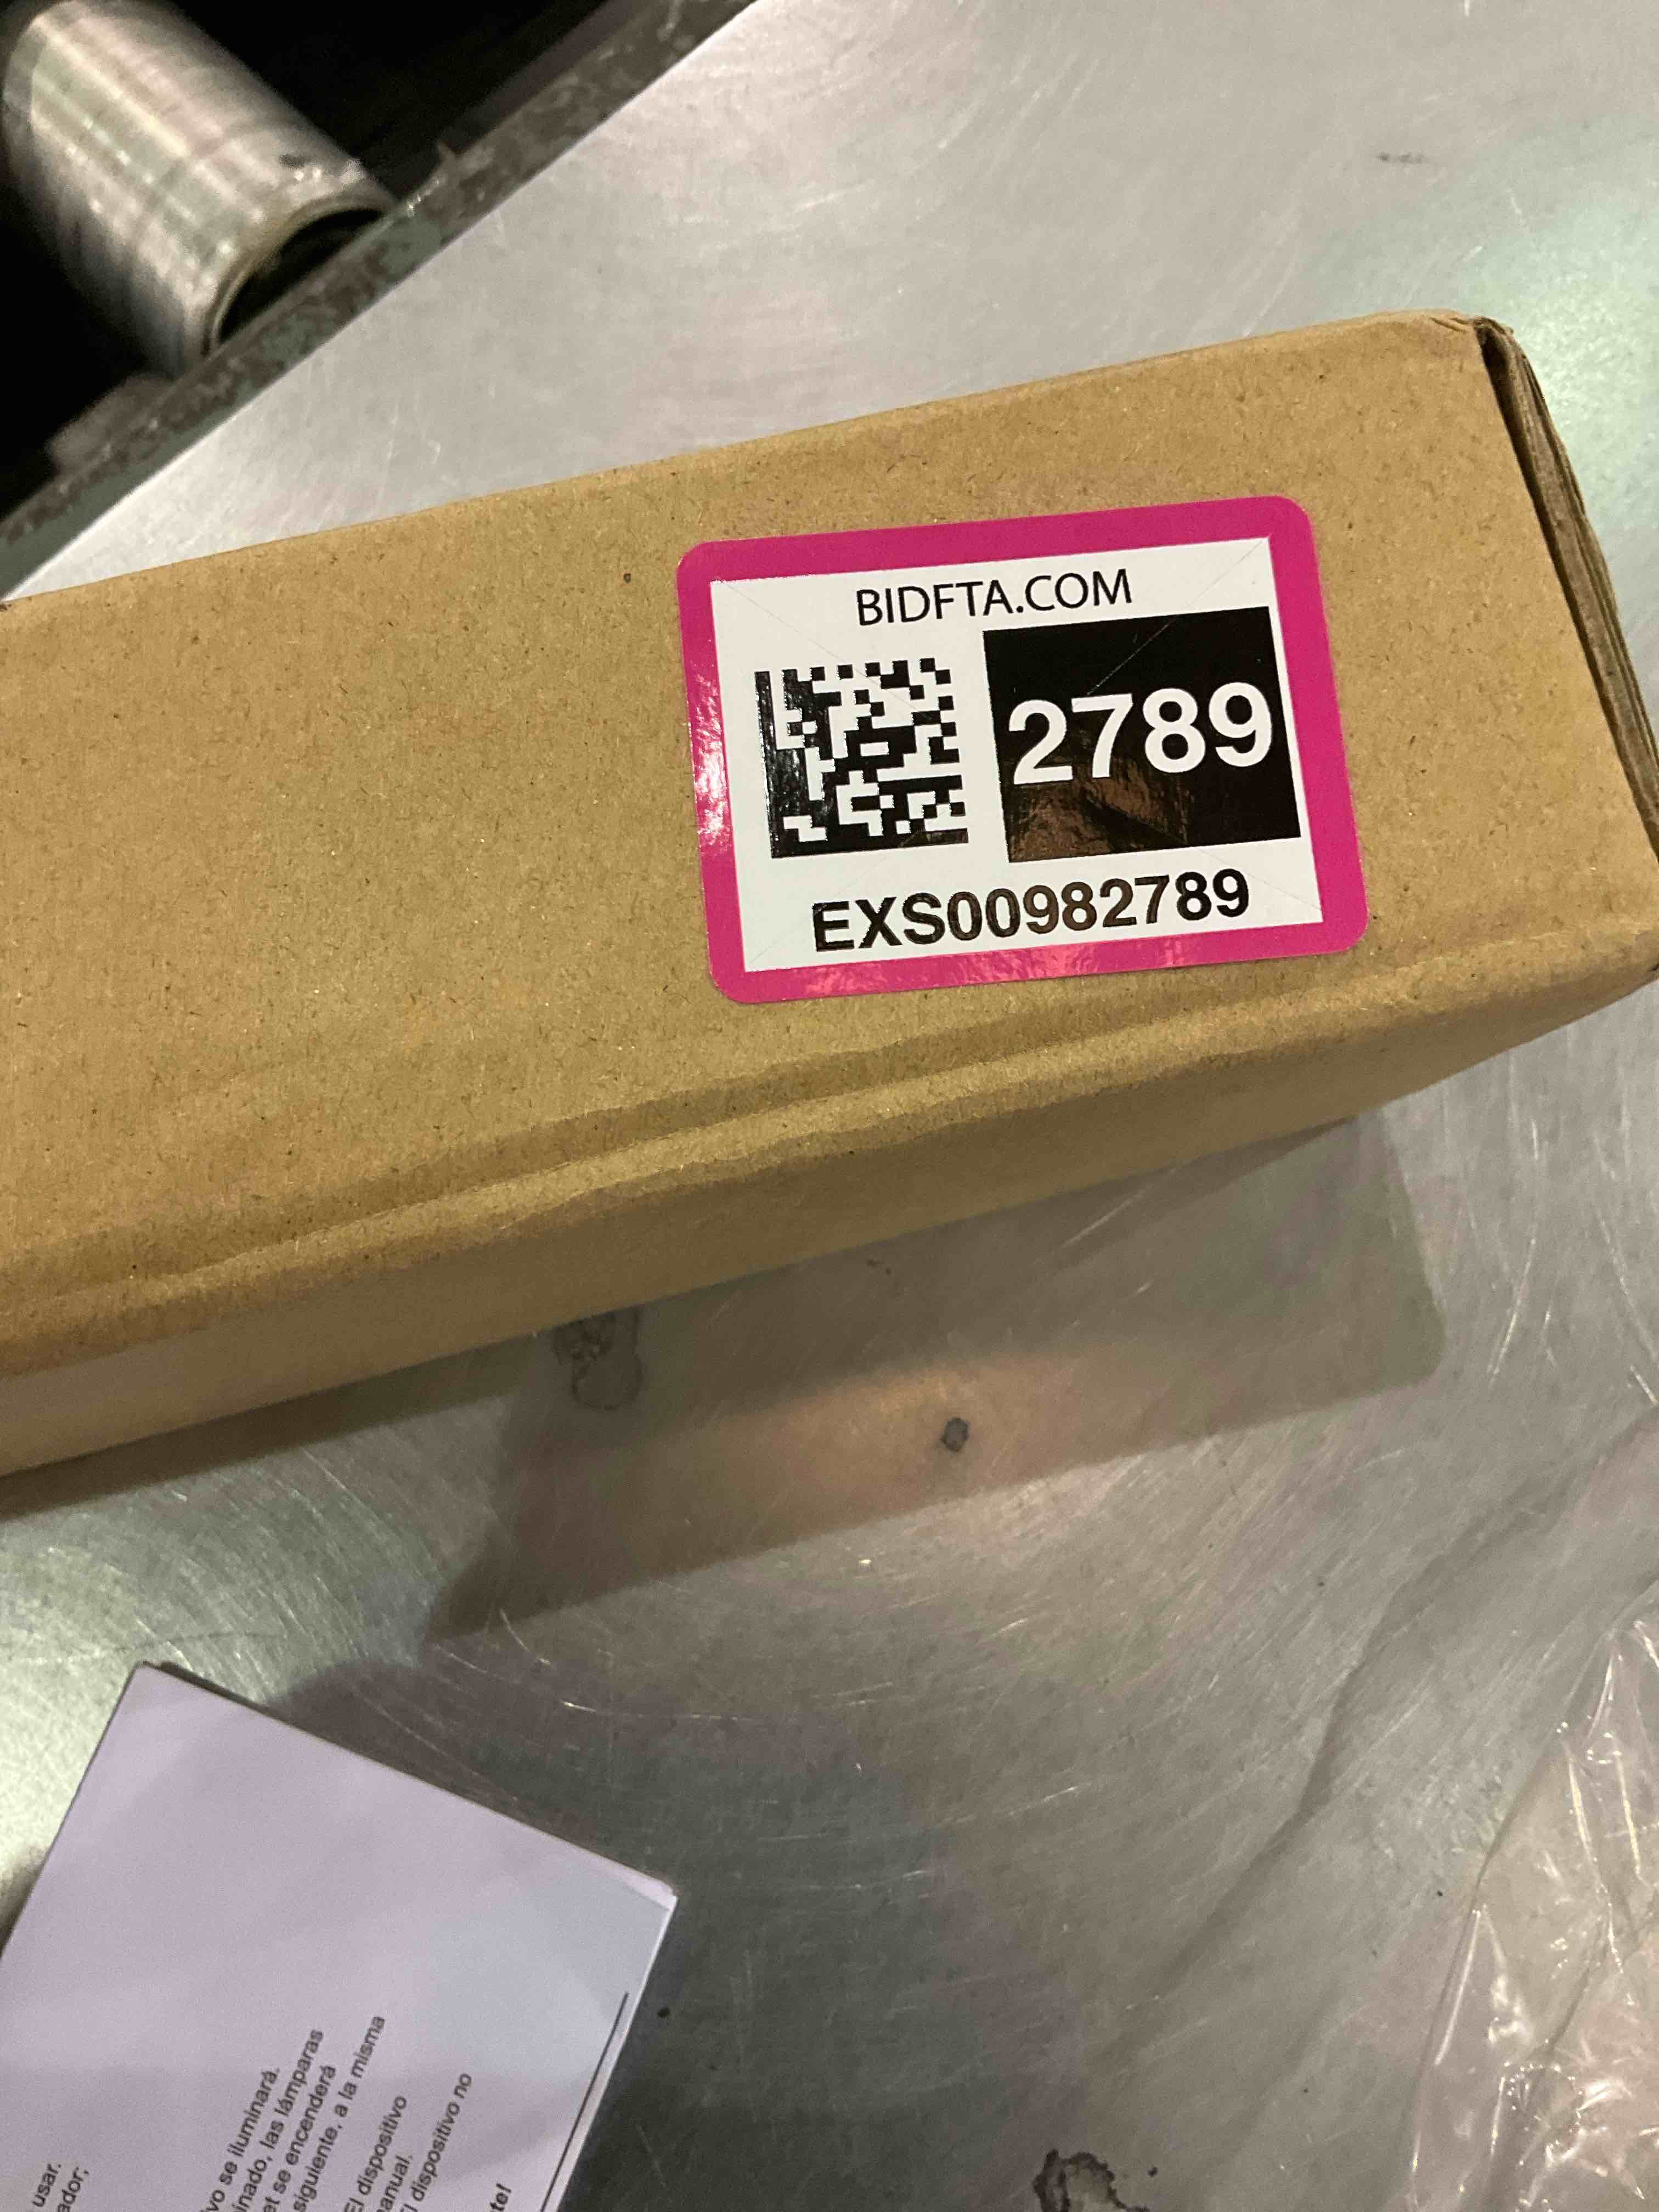 BIDFTA.COM
2789
EXS00982789
usar.
ador;
vo se iluminará.
inado, las lámparas
et se encenderá
siguiente, a la misma
El dispositivo
anual.
l dispositivo no
te!